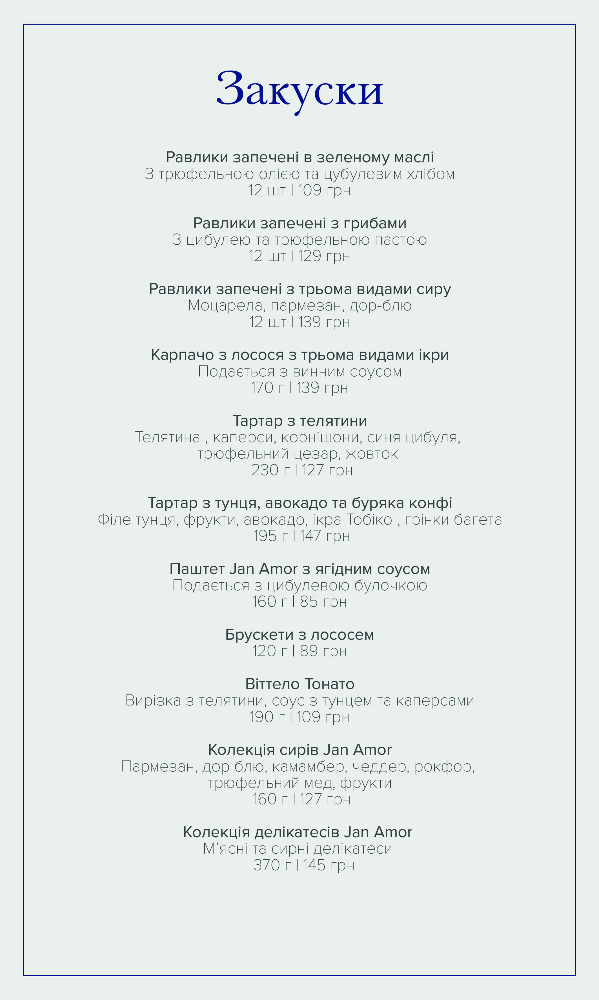 Закуски
Равлики запечені в зеленому маслі
З трюфельною олією та цубулевим хлібом
12 шт | 109 грн
Равлики запечені з грибами
З цибулею та трюфельною пастою
12 шт | 129 грн
Равлики запечені з трьома видами сиру
Моцарела, пармезан, дор-блю
12 шт | 139 грн
Карпачо з лосося з трьома видами ікри
Подається з винним соусом
170 г | 139 грн
Тартар з телятини
Телятина , каперси, корнішони, синя цибуля,
трюфельний цезар, жовток
230 г | 127 грн
Тартар з тунця, авокадо та буряка конфі
Філе тунця, фрукти, авокадо, ікра Тобіко , грінки багета
195 г | 147 грн
Паштет Jan Amor з ягідним соусом
Подається з цибулевою булочкою
160 г | 85 грн
Брускети з лососем
120 г | 89 грн
Віттело Тонато
Вирізка з телятини, соус з тунцем та каперсами
190 г | 109 грн
Колекція сирів Jan Amor
Пармезан, дор блю, камамбер, чеддер, рокфор,
трюфельний мед, фрукти
160 г | 127 грн
Колекція делікатесів Jan Amor
М’ясні та сирні делікатеси
370 г | 145 грн